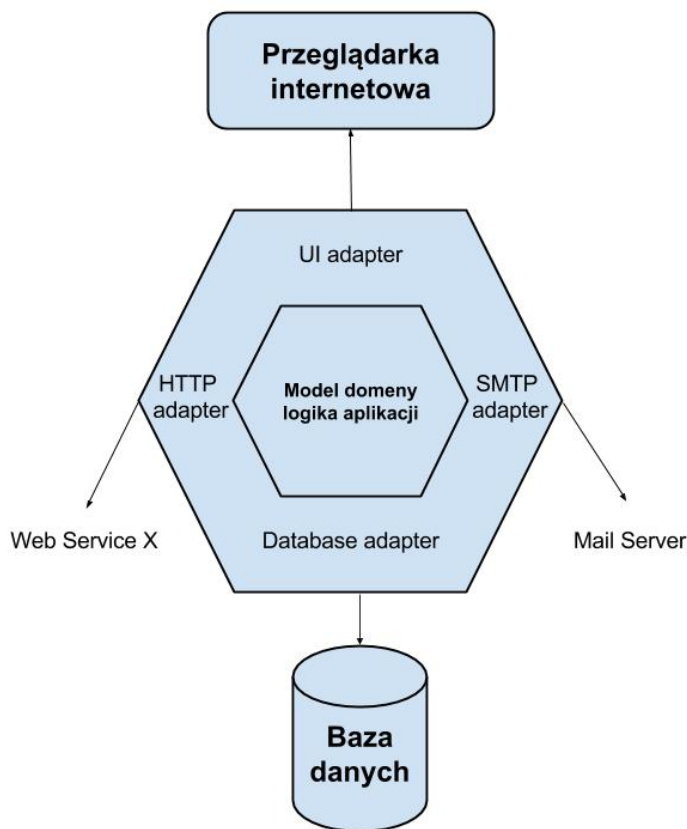 Przeglądarka
internetowa
UI adapter
HTTP
adapter
Model domeny
logika aplikacji
SMTP
adapter
Web Service X
Database adapter
Mail Server
Baza
danych